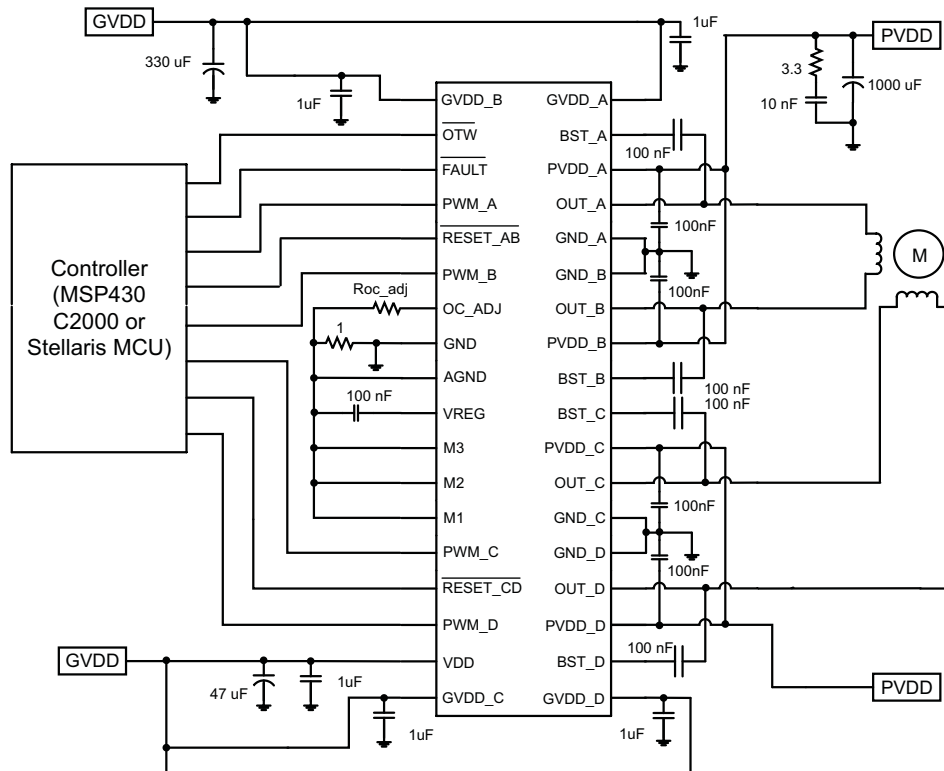 GVDD
330 uF
1uF
1uF
PVDD
3.3
10 nF
1000 uF
Controller
(MSP430
C2000 or
Stellaris MCU)
GVDD_B
OTW
FAULT
PWM_A
RESET_AB
PWM_B
Roc_adj
OC_ADJ
1
GND
AGND
100 nF
VREG
M3
M2
M1
PWM_C
RESET_CD
PWM_D
VDD
GVDD_C
GVDD_A
BST_A
100 nF
PVDD_A
OUT_A
100nF
GND_A
GND_B
100nF
OUT_B
PVDD_B
BST_B
100 nF
100 nF
BST_C
PVDD_C
OUT_C
100nF
GND_C
GND_D
100nF
OUT_D
PVDD_D
100 nF
BST_D
GVDD_D
M
GVDD
47 uF
1uF
1uF
1uF
PVDD